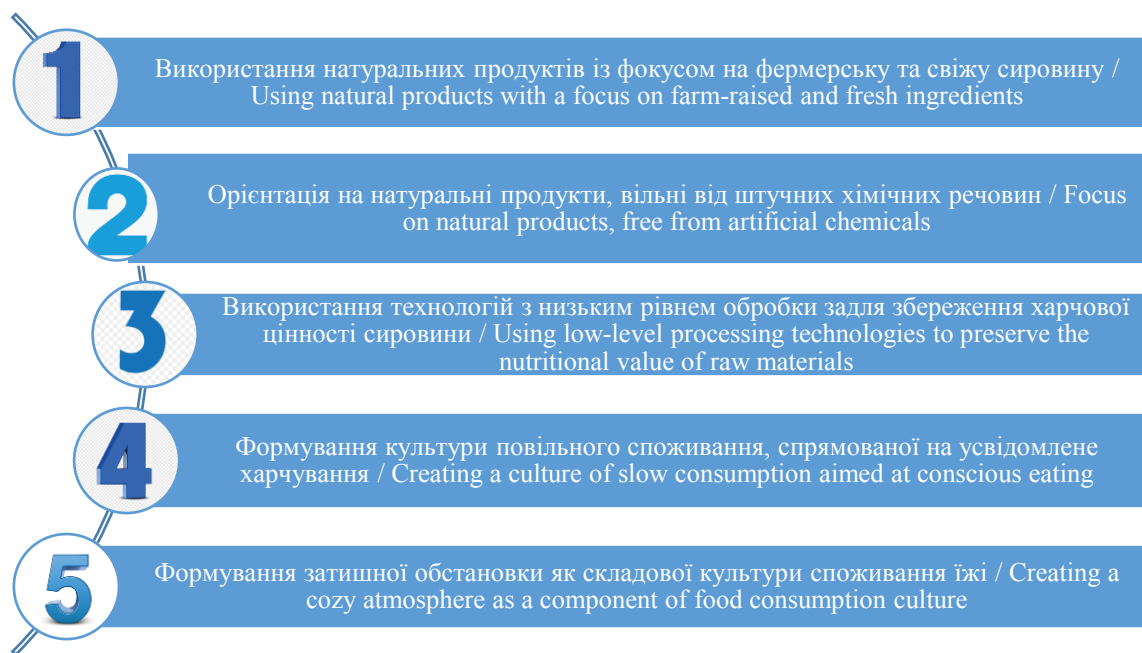 1
Використання натуральних продуктів із фокусом на фермерську та свіжу сировину /
Using natural products with a focus on farm-raised and fresh ingredients
2
Орієнтація на натуральні продукти, вільні від штучних хімічних речовин / Focus
on natural products, free from artificial chemicals
3
Використання технологій з низьким рівнем обробки задля збереження харчової
цінності сировини / Using low-level processing technologies to preserve the
nutritional value of raw materials
4
Формування культури повільного споживання, спрямованої на усвідомлене
харчування / Creating a culture of slow consumption aimed at conscious eating
5
Формування затишної обстановки як складової культури споживання їжі / Creating a
cozy atmosphere as a component of food consumption culture